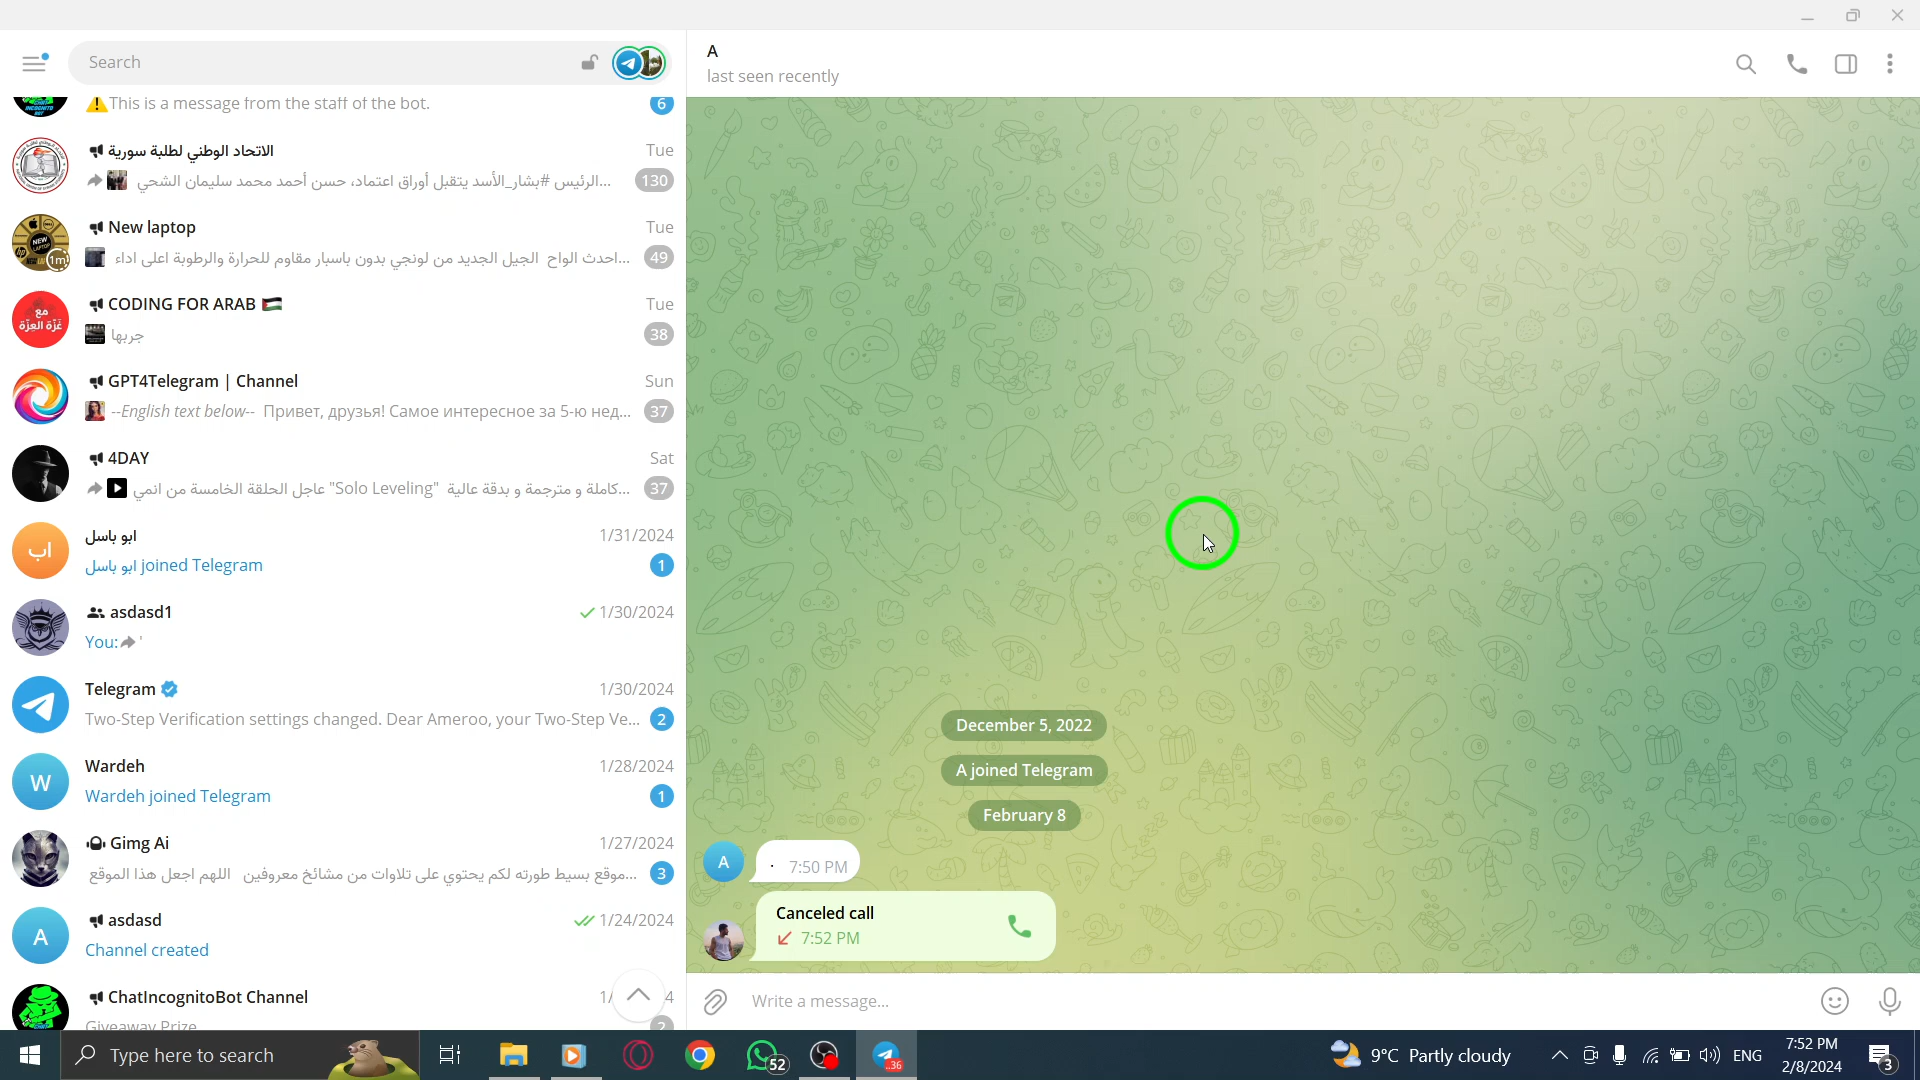 Search
A
last seen recently
⚠️This is a message from the staff of the bot.
6
الاتحاد الوطني لطلبة سورية
Tue
الرئيس #بشار_الأسد يتقبل أوراق اعتماد، حسن أحمد محمد سليمان الشحي...
130
New laptop
Tue
احدث الواح الجيل الجديد من لونجي بدون باسبار مقاوم للحرارة والرطوبة اعلى اداء...
49
1m
CODING FOR ARAB 🇵🇸
Tue
جربها
38
مع
غزّة العزّة
GPT4Telegram | Channel
Sun
--English text below-- Привет, друзья! Самое интересное за 5-ю нед...
37
4DAY
Sat
عاجل الحلقة الخامسة من انمي "Solo Leveling" كاملة و مترجمة و بدقة عالية...
37
اب
ابو باسل
1/31/2024
ابو باسل joined Telegram
1
asdasd1
1/30/2024
You: '
Telegram
1/30/2024
Two-Step Verification settings changed. Dear Ameroo, your Two-Step Ve...
2
W
Wardeh
1/28/2024
Wardeh joined Telegram
1
Gimg Ai
1/27/2024
موقع بسيط طورته لكم يحتوي على تلاوات من مشائخ معروفين اللهم اجعل هذا الموقع...
3
A
asdasd
1/24/2024
Channel created
ChatIncognitoBot Channel
Giveaway Prize
December 5, 2022
A joined Telegram
February 8
A
. 7:50 PM
Canceled call
7:52 PM
Write a message...
Type here to search
52
..36
9°C Partly cloudy
ENG
7:52 PM
2/8/2024
3